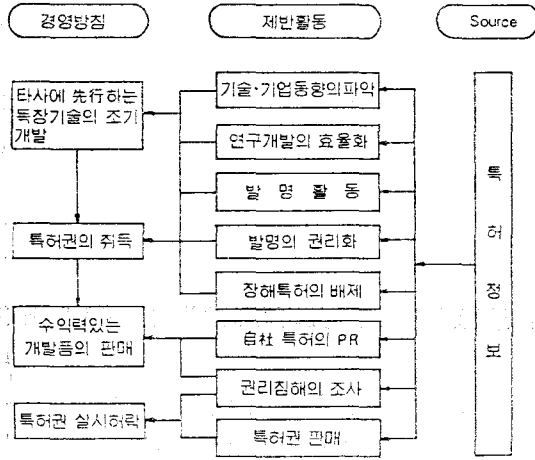 경영방침
제반활동
Source
타사에 先行하는
독장기술의 조기
개발
특허권의 취득
수익력있는
개발품의 판매
특허권 실시허락
기술·기업동향의파악
연구개발의 효율화
발 명 활 동
발명의 권리화
장해특허의 배제
自社 특허의 PR
권리침해의 조사
특허권 판매
특
허
정
보